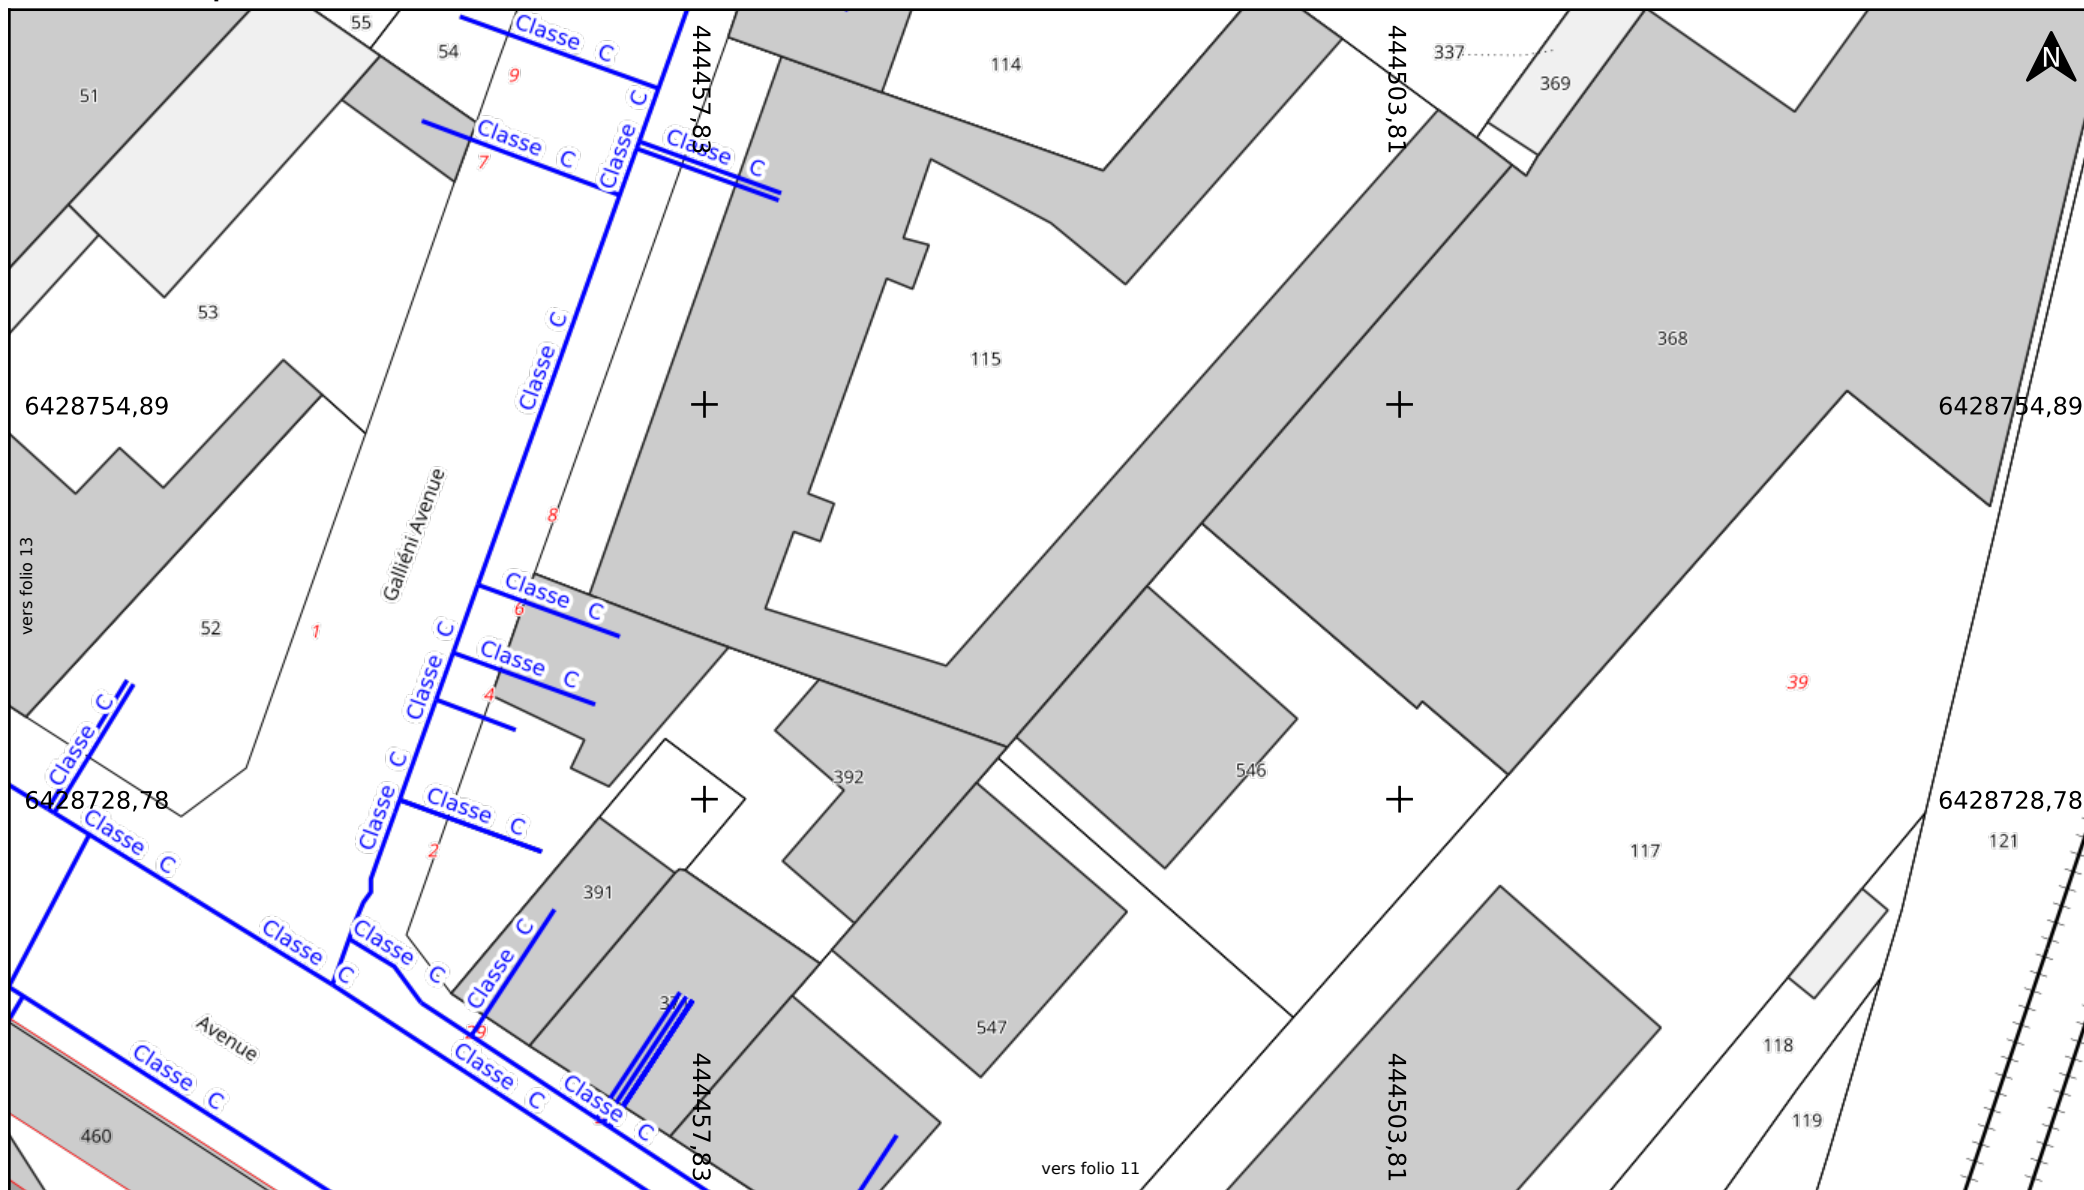 55
54
51
9
Classe C
N
337
369
114
444457,83
444503,81
Classe C
Classe C
Classe C
7
53
Classe C
115
368
6428754,89
6428754,89
Galliéni Avenue
8
vers folio 13
Classe C
6
52
1
Classe C
Classe C
4
39
Classe C
392
546
6428728,78
6428728,78
Classe C
Classe C
Classe C
2
117
121
391
Classe C
Classe C
Classe C
29
547
118
Avenue
Classe C
Classe C
Classe C
444457,83
444503,81
119
460
vers folio 11